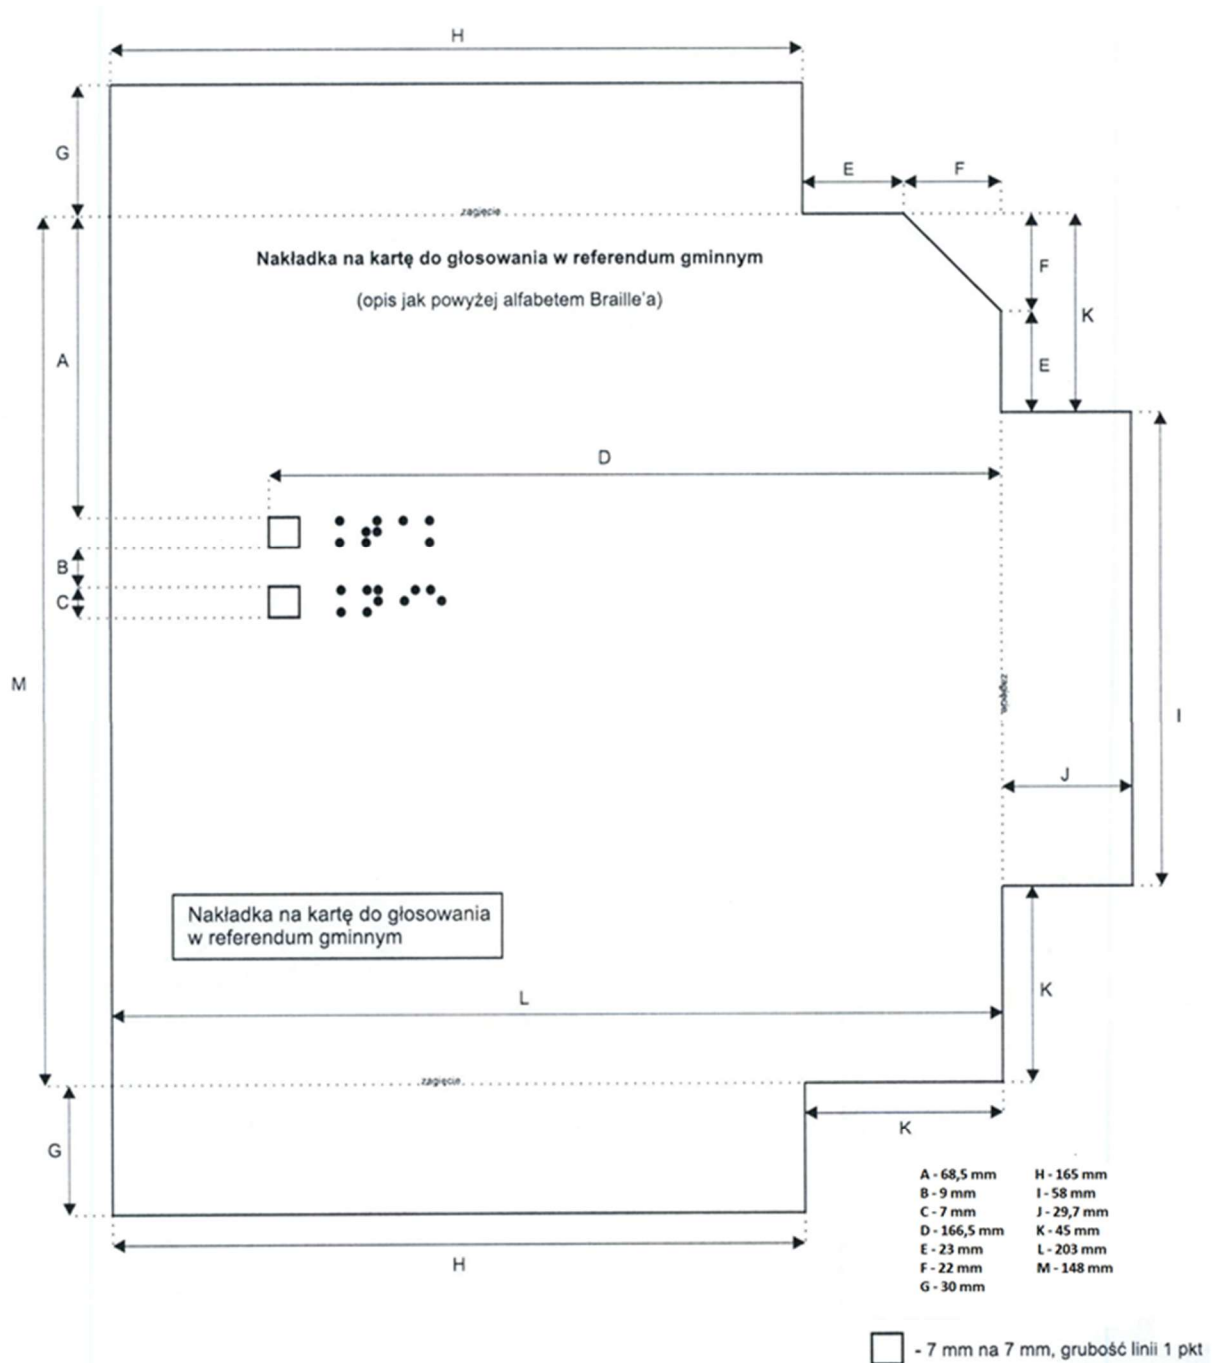 H
G
E
F
zagięcie
Nakładka na kartę do głosowania w referendum gminnym
(opis jak powyżej alfabetem Braille'a)
F
K
A
E
D
B
C
M
zagięcie
I
J
Nakładka na kartę do głosowania
w referendum gminnym
K
L
zagięcie
K
G
H
A - 68,5 mm H - 165 mm
B - 9 mm I - 58 mm
C - 7 mm J - 29,7 mm
D - 166,5 mm K - 45 mm
E - 23 mm L - 203 mm
F - 22 mm M - 148 mm
G - 30 mm
- 7 mm na 7 mm, grubość linii 1 pkt